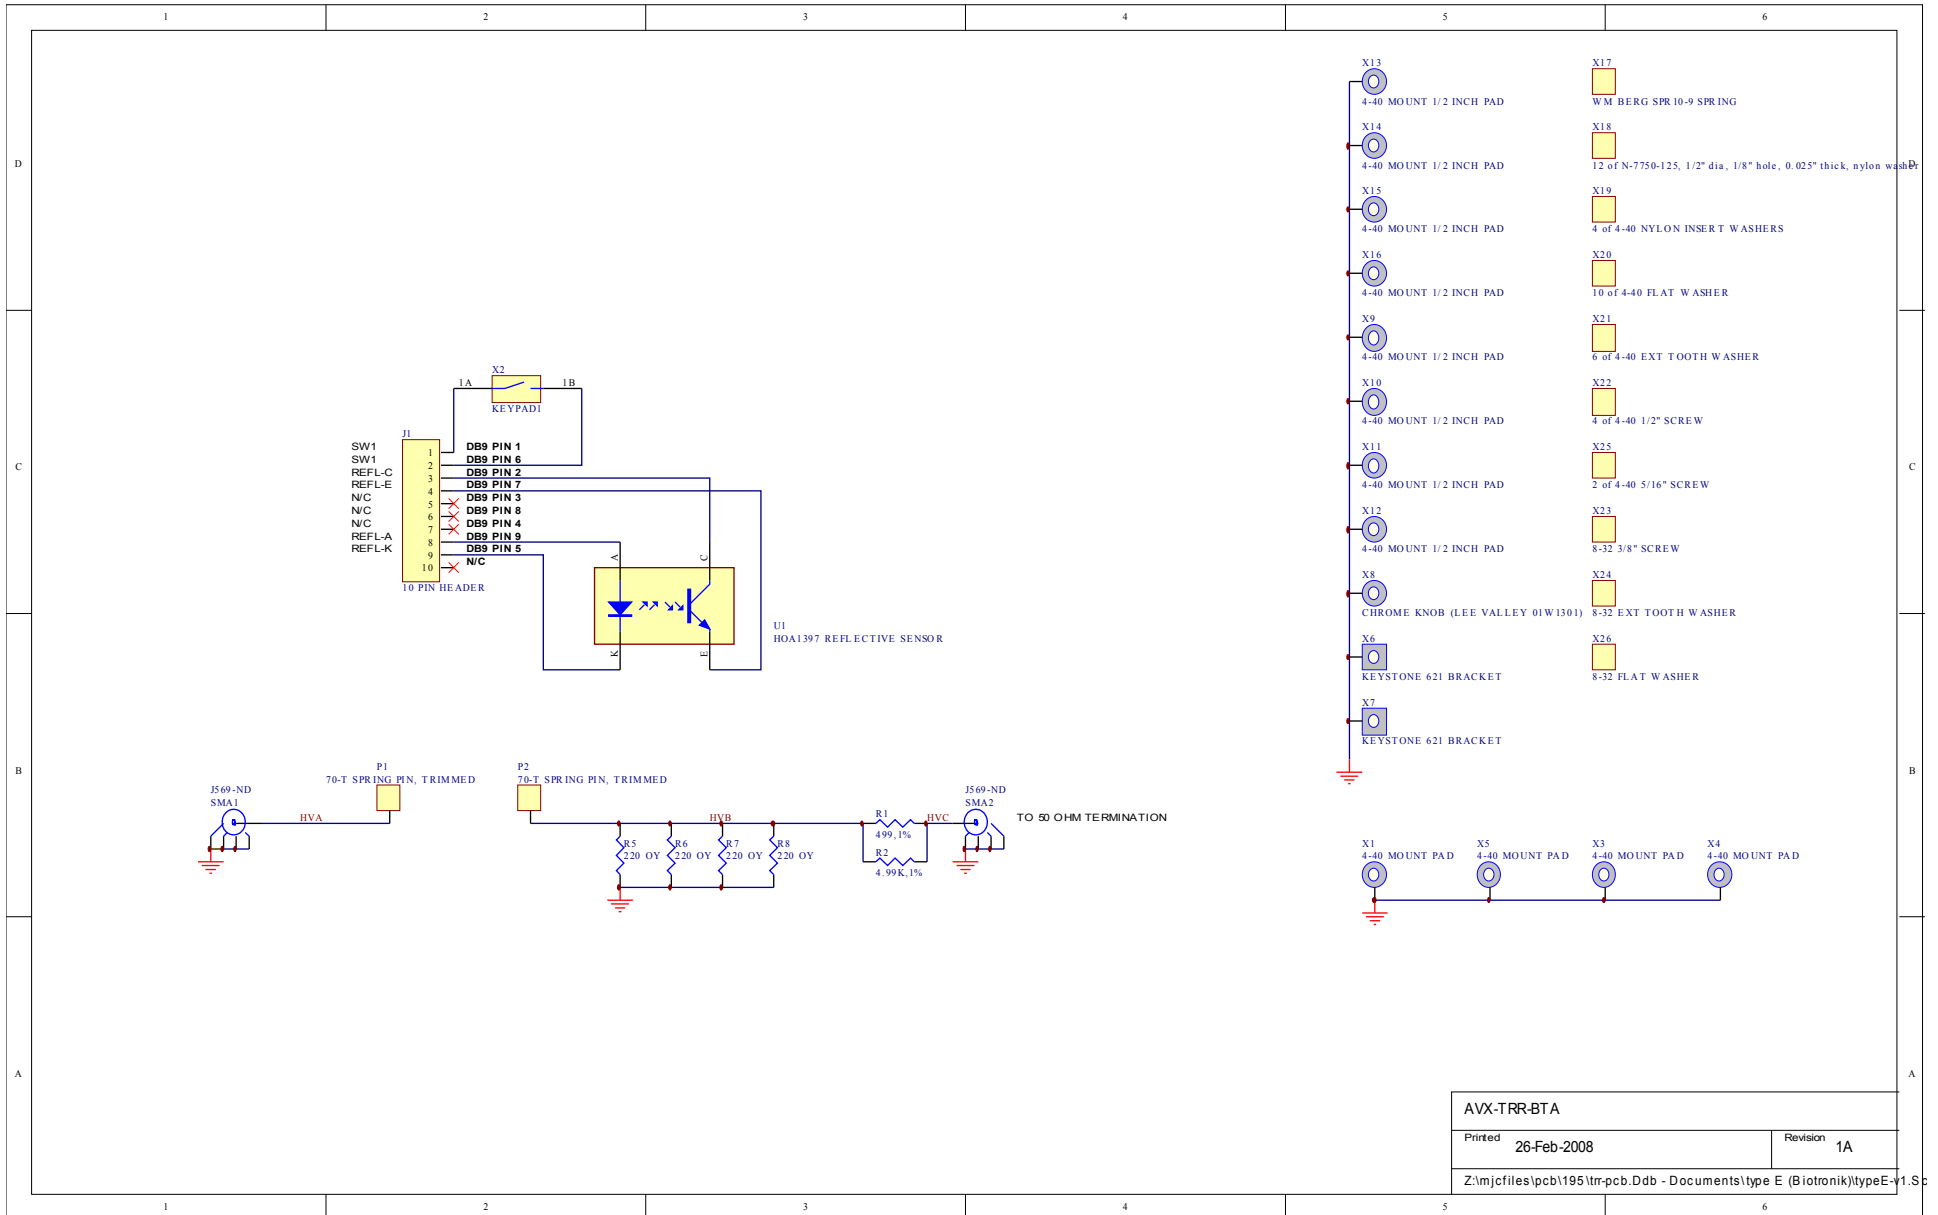 1 2 3 4 5 6
D
D
C
C
B
B
A
A
X13
4-40 MOUNT 1/2 INCH PAD
X14
4-40 MOUNT 1/2 INCH PAD
X15
4-40 MOUNT 1/2 INCH PAD
X16
4-40 MOUNT 1/2 INCH PAD
X9
4-40 MOUNT 1/2 INCH PAD
X10
4-40 MOUNT 1/2 INCH PAD
X11
4-40 MOUNT 1/2 INCH PAD
X12
4-40 MOUNT 1/2 INCH PAD
X8
CHROME KNOB (LEE VALLEY 01W1301)
X6
KEYSTONE 621 BRACKET
X7
KEYSTONE 621 BRACKET
X17
WM BERG SPR10-9 SPRING
X18
12 of N-7750-125, 1/2" dia, 1/8" hole, 0.025" thick, nylon washer
X19
4 of 4-40 NYLON INSERT WASHERS
X20
10 of 4-40 FLAT WASHER
X21
6 of 4-40 EXT TOOTH WASHER
X22
4 of 4-40 1/2" SCREW
X25
2 of 4-40 5/16" SCREW
X23
8-32 3/8" SCREW
X24
8-32 EXT TOOTH WASHER
X26
8-32 FLAT WASHER
X2
1A 1B
KEYPAD1
J1
SW1 1 DB9 PIN 1
SW1 2 DB9 PIN 6
REFL-C 3 DB9 PIN 2
REFL-E 4 DB9 PIN 7
N/C 5 DB9 PIN 3
N/C 6 DB9 PIN 8
N/C 7 DB9 PIN 4
REFL-A 8 DB9 PIN 9
REFL-K 9 DB9 PIN 5
10 N/C
10 PIN HEADER
A C
K E
U1
HOA1397 REFLECTIVE SENSOR
J569-ND
SMA1
HVA
P1
70-T SPRING PIN, TRIMMED
P2
70-T SPRING PIN, TRIMMED
HVB
R5
220 OY
R6
220 OY
R7
220 OY
R8
220 OY
R1
499,1%
R2
4.99K,1%
HVC
J569-ND
SMA2
TO 50 OHM TERMINATION
X1
4-40 MOUNT PAD
X5
4-40 MOUNT PAD
X3
4-40 MOUNT PAD
X4
4-40 MOUNT PAD
AVX-TRR-BTA
Printed 26-Feb-2008
Revision 1A
Z:\mjcfiles\pcb\195\trr-pcb.Ddb - Documents\type E (Biotronik)\typeE-v1.Sc
1 2 3 4 5 6